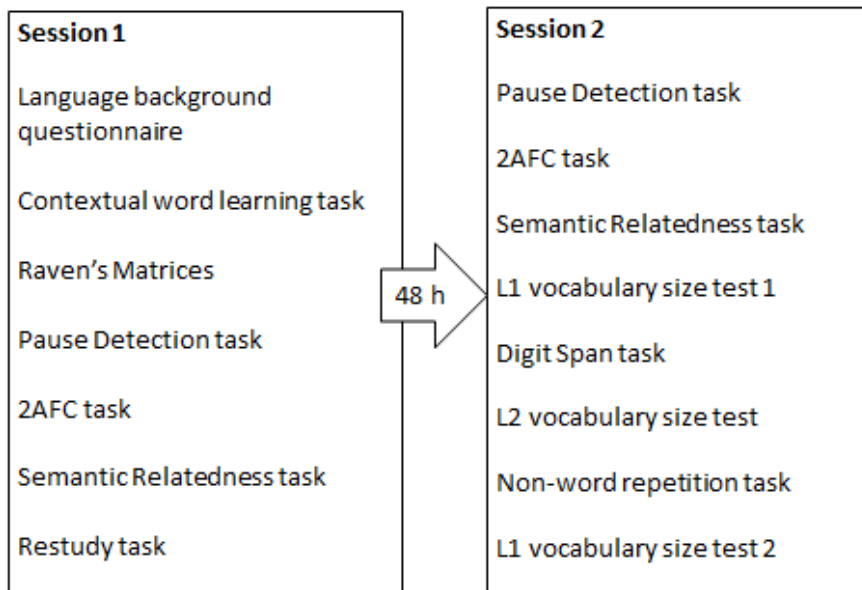 Session 1
Language background
questionnaire
Contextual word learning task
Raven's Matrices
Pause Detection task
2AFC task
Semantic Relatedness task
Restudy task
48 h
Session 2
Pause Detection task
2AFC task
Semantic Relatedness task
L1 vocabulary size test 1
Digit Span task
L2 vocabulary size test
Non-word repetition task
L1 vocabulary size test 2